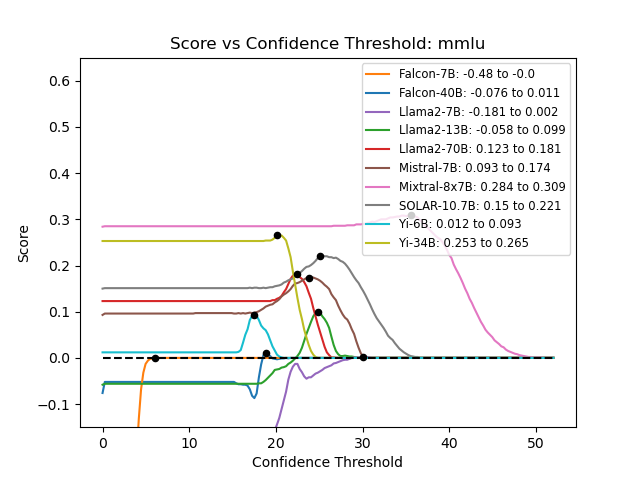 Score vs Confidence Threshold: mmlu
Falcon-7B: -0.48 to -0.0
Falcon-40B: -0.076 to 0.011
Llama2-7B: -0.181 to 0.002
Llama2-13B: -0.058 to 0.099
Llama2-70B: 0.123 to 0.181
Mistral-7B: 0.093 to 0.174
Mixtral-8x7B: 0.284 to 0.309
SOLAR-10.7B: 0.15 to 0.221
Yi-6B: 0.012 to 0.093
Yi-34B: 0.253 to 0.265
0.6
0.5
0.4
0.3
0.2
0.1
0.0
−0.1
Score
0 10 20 30 40 50
Confidence Threshold